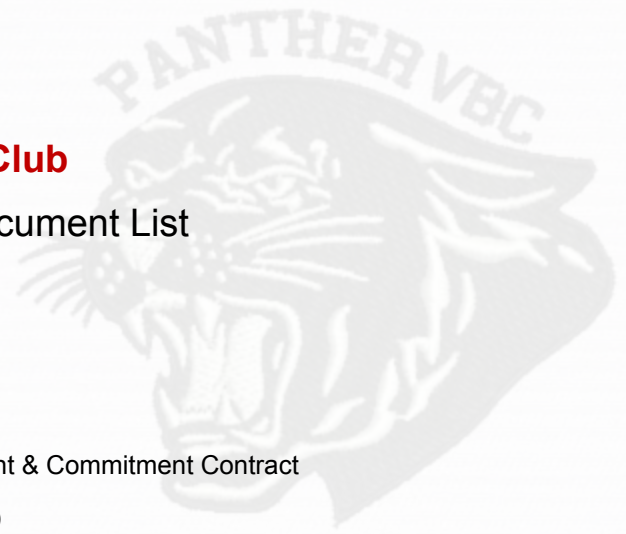 PANTHER VBC
Club
cument List
nt & Commitment Contract
)